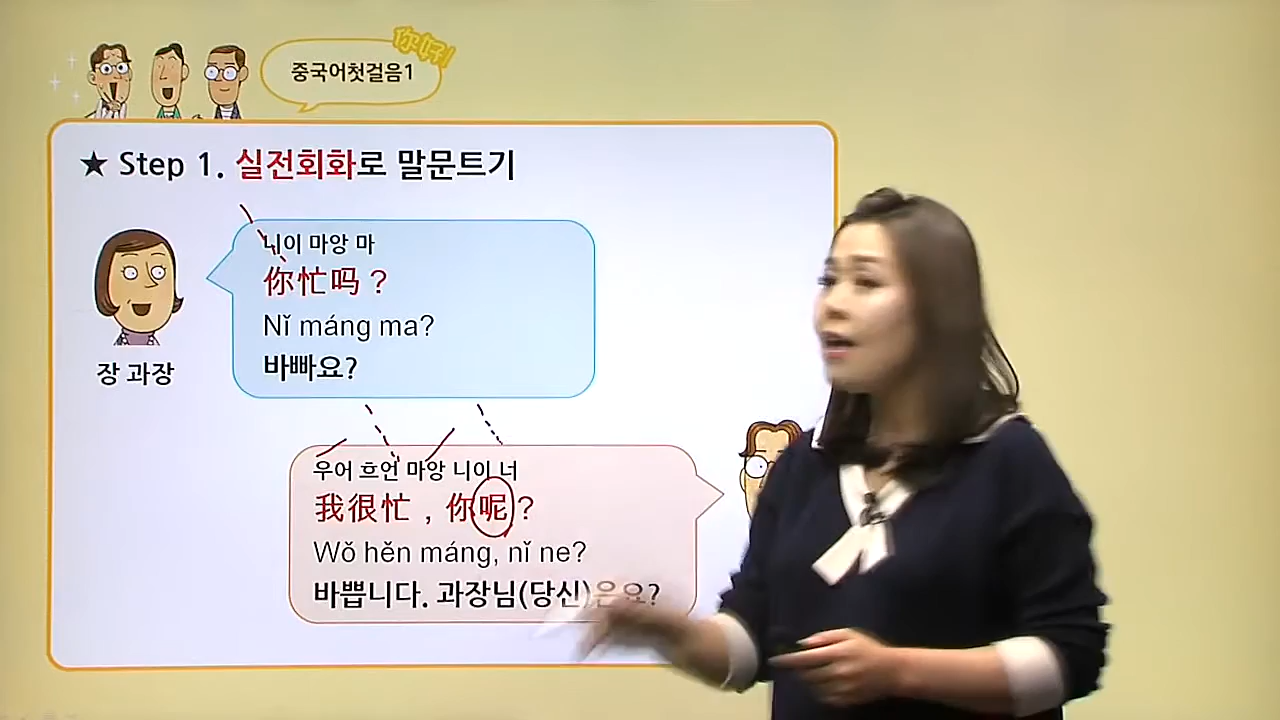 你好!
중국어첫걸음1
★ Step 1. 실전회화로 말문트기
니이 마앙 마
你忙吗？
Nǐ máng ma?
바빠요?
장 과장
우어 흐언 마앙 니이 너
我很忙，你呢？
Wǒ hěn máng, nǐ ne?
바쁩니다. 과장님(당신)은요?